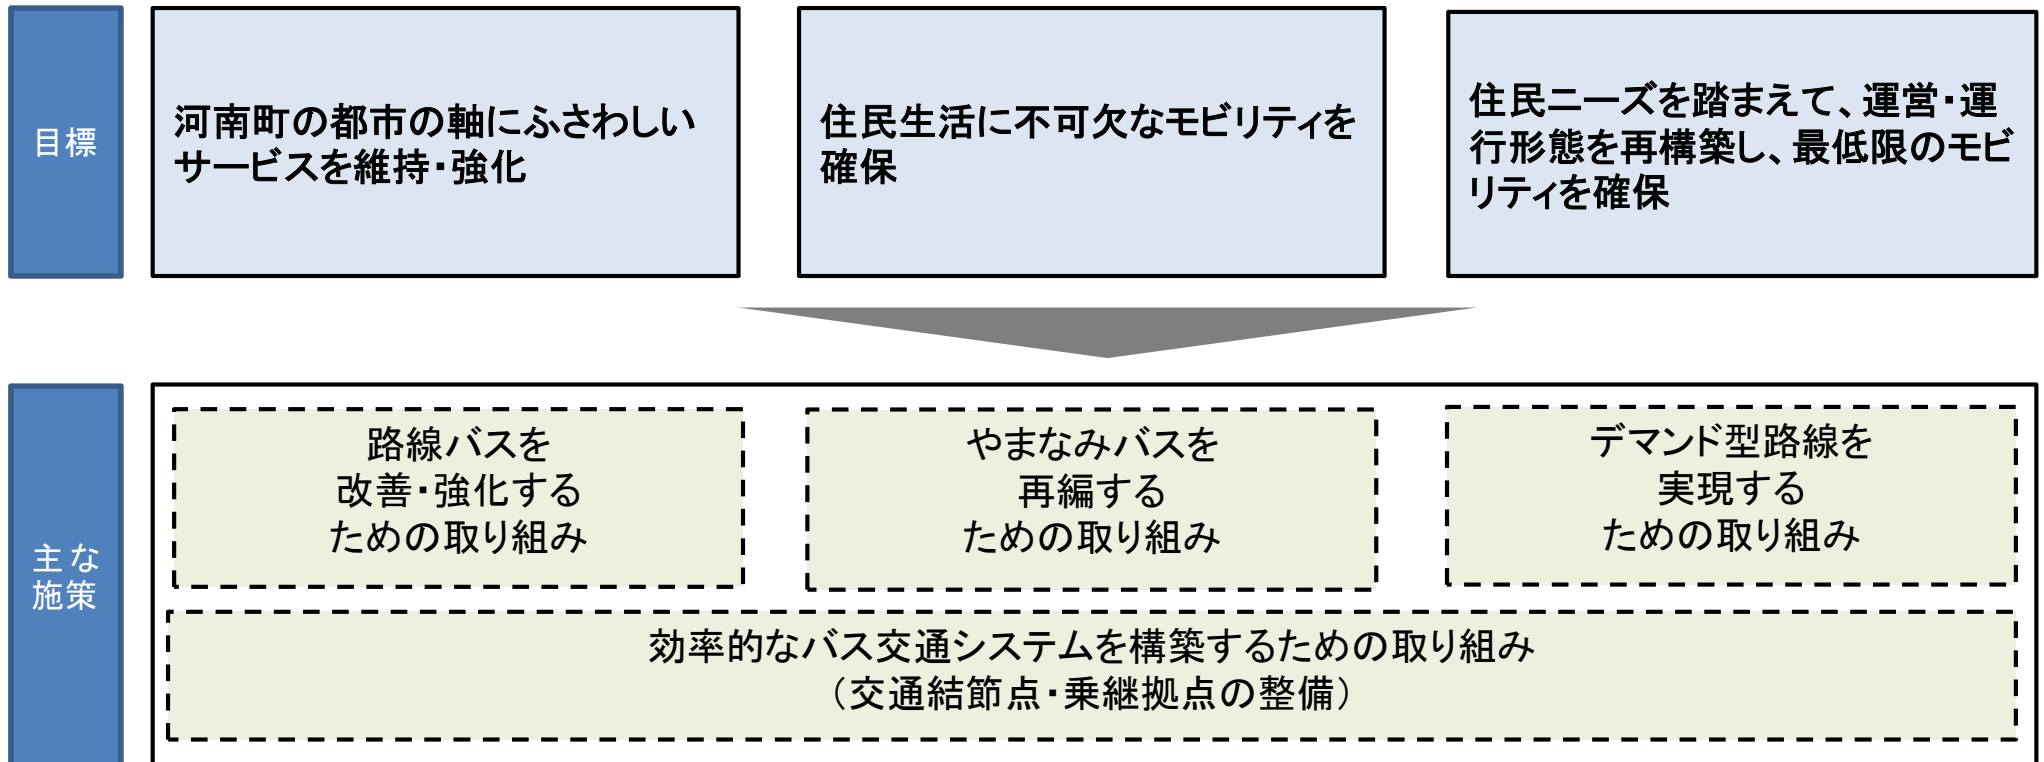 目標
河南町の都市の軸にふさわしい
サービスを維持・強化
住民生活に不可欠なモビリティを
確保
住民ニーズを踏まえて、運営・運
行形態を再構築し、最低限のモビ
リティを確保
主な
施策
路線バスを
改善・強化する
ための取り組み
やまなみバスを
再編する
ための取り組み
デマンド型路線を
実現する
ための取り組み
効率的なバス交通システムを構築するための取り組み
（交通結節点・乗継拠点の整備）